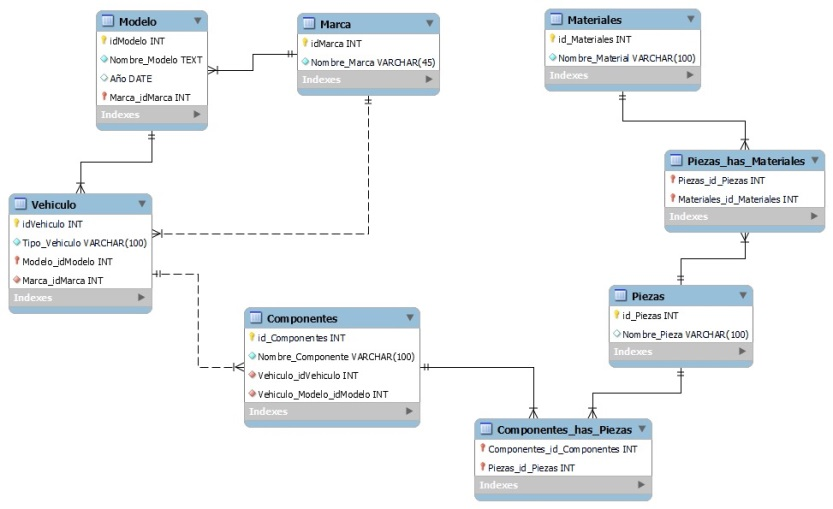 Modelo
idModelo INT
Nombre_Modelo TEXT
Año DATE
Marca_idMarca INT
Indexes
Marca
idMarca INT
Nombre_Marca VARCHAR(45)
Indexes
Materiales
id_Materiales INT
Nombre_Material VARCHAR(100)
Indexes
Piezas_has_Materiales
Piezas_id_Piezas INT
Materiales_id_Materiales INT
Indexes
Vehiculo
idVehiculo INT
Tipo_Vehiculo VARCHAR(100)
Modelo_idModelo INT
Marca_idMarca INT
Indexes
Piezas
id_Piezas INT
Nombre_Pieza VARCHAR(100)
Indexes
Componentes
id_Componentes INT
Nombre_Componente VARCHAR(100)
Vehiculo_idVehiculo INT
Vehiculo_Modelo_idModelo INT
Indexes
Componentes_has_Piezas
Componentes_id_Componentes INT
Piezas_id_Piezas INT
Indexes